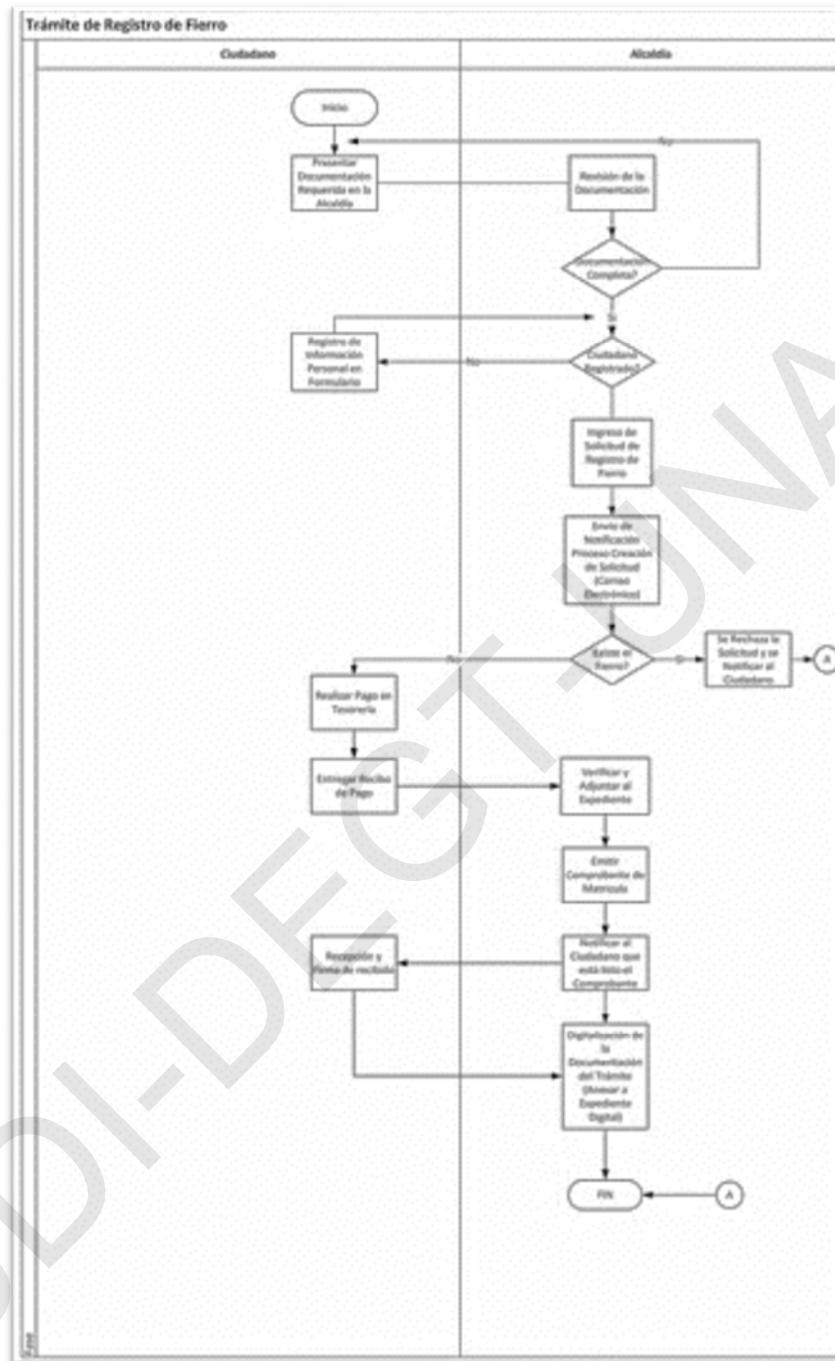 Trámite de Registro de Fierro
Ciudadano
Alcaldía
Inicio
No
Presentar
Documentación
Requerida en la
Alcaldía
Revisión de la
Documentación
Documentación
Completa?
Si
Registro de
Información
Personal en
Formulario
No
Ciudadano
Registrado?
Ingreso de
Solicitud de
Registro de
Fierro
Envío de
Notificación
Proceso Creación
de Solicitud
(Correo
Electrónico)
No
Existe el
Fierro?
Si
Se Rechaza la
Solicitud y se
Notificar al
Ciudadano
A
Realizar Pago en
Tesorería
Entregar Recibo
de Pago
Verificar y
Adjuntar al
Expediente
Emitir
Comprobante de
Matrícula
Recepción y
Firma de recibido
Notificar al
Ciudadano que
está listo el
Comprobante
Digitalización de
la
Documentación
del Trámite
(Anexar a
Expediente
Digital)
FIN
A
Fase
DI-DEGT-UNA